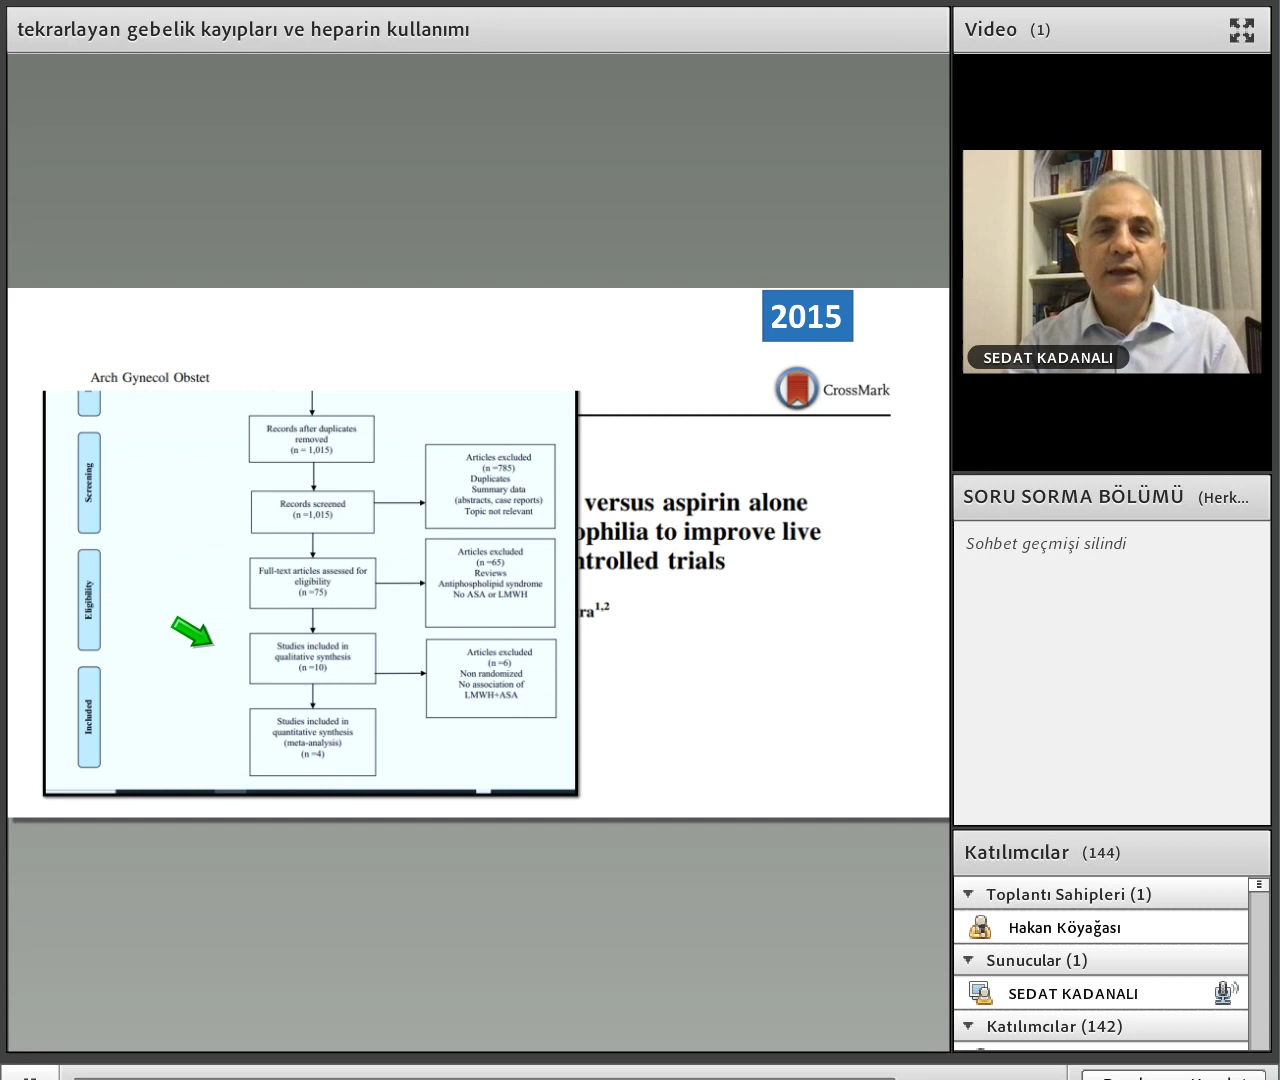 tekrarlayan gebelik kayıpları ve heparin kullanımı
2015
Arch Gynecol Obstet
CrossMark
versus aspirin alone
ophilia to improve live
ntrolled trials
ra1,2
Screening
Eligibility
Included
Records after duplicates
removed
(n = 1,015)
Records screened
(n =1,015)
Articles excluded
(n =785)
Duplicates
Summary data
(abstracts, case reports)
Topic not relevant
Full-text articles assessed for
eligibility
(n =75)
Articles excluded
(n =65)
Reviews
Antiphospholipid syndrome
No ASA or LMWH
Studies included in
qualitative synthesis
(n =10)
Articles excluded
(n =6)
Non randomized
No association of
LMWH+ASA
Studies included in
quantitative synthesis
(meta-analysis)
(n =4)
Video (1)
SEDAT KADANALI
SORU SORMA BÖLÜMÜ (Herk...
Sohbet geçmişi silindi
Katılımcılar (144)
Toplantı Sahipleri (1)
Hakan Köyağası
Sunucular (1)
SEDAT KADANALI
Katılımcılar (142)